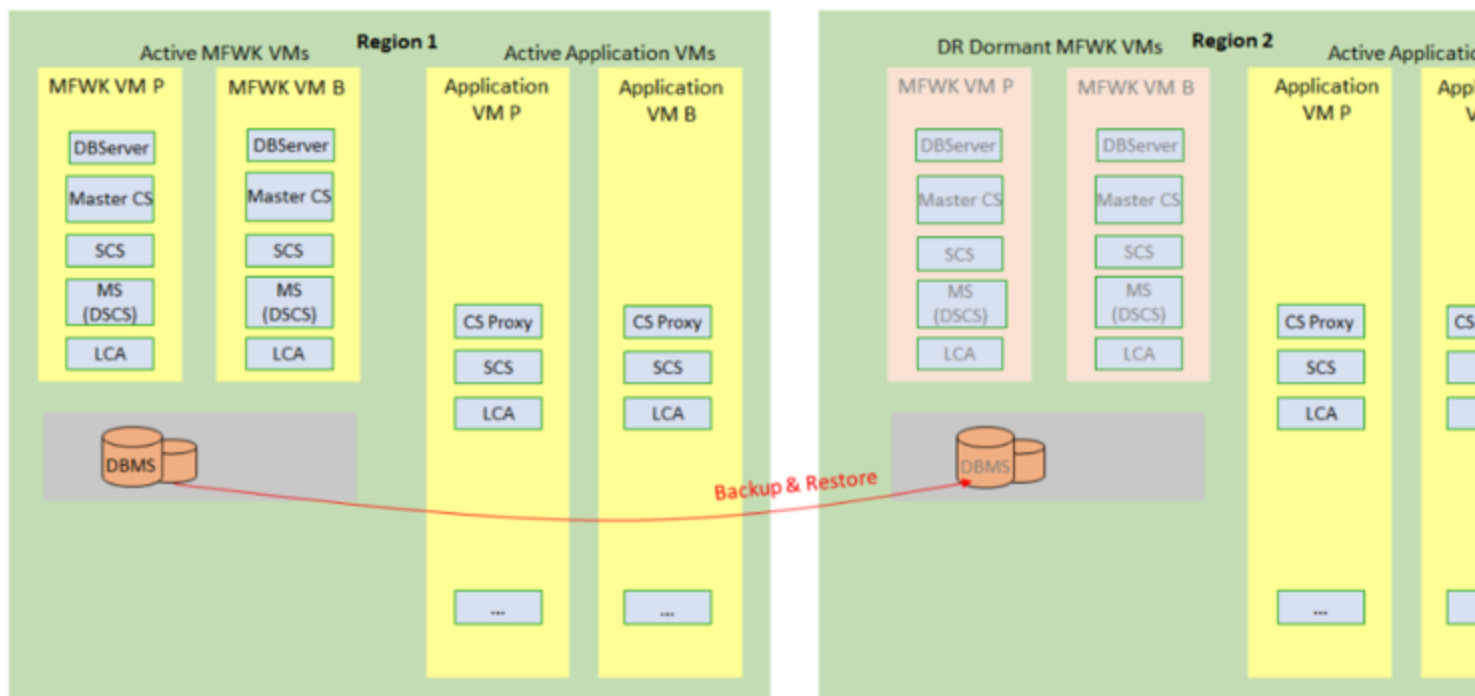 Region 1
Active MFWK VMs
Active Application VMs
MFWK VM P
DBServer
Master CS
SCS
MS
(DSCS)
LCA
MFWK VM B
DBServer
Master CS
SCS
MS
(DSCS)
LCA
DBMS
Application
VM P
CS Proxy
SCS
LCA
...
Application
VM B
CS Proxy
SCS
LCA
...
Backup & Restore
Region 2
DR Dormant MFWK VMs
Active
MFWK VM P
DBServer
Master CS
SCS
MS
(DSCS)
LCA
MFWK VM B
DBServer
Master CS
SCS
MS
(DSCS)
LCA
DBMS
Application
VM P
CS Proxy
SCS
LCA
...
CS